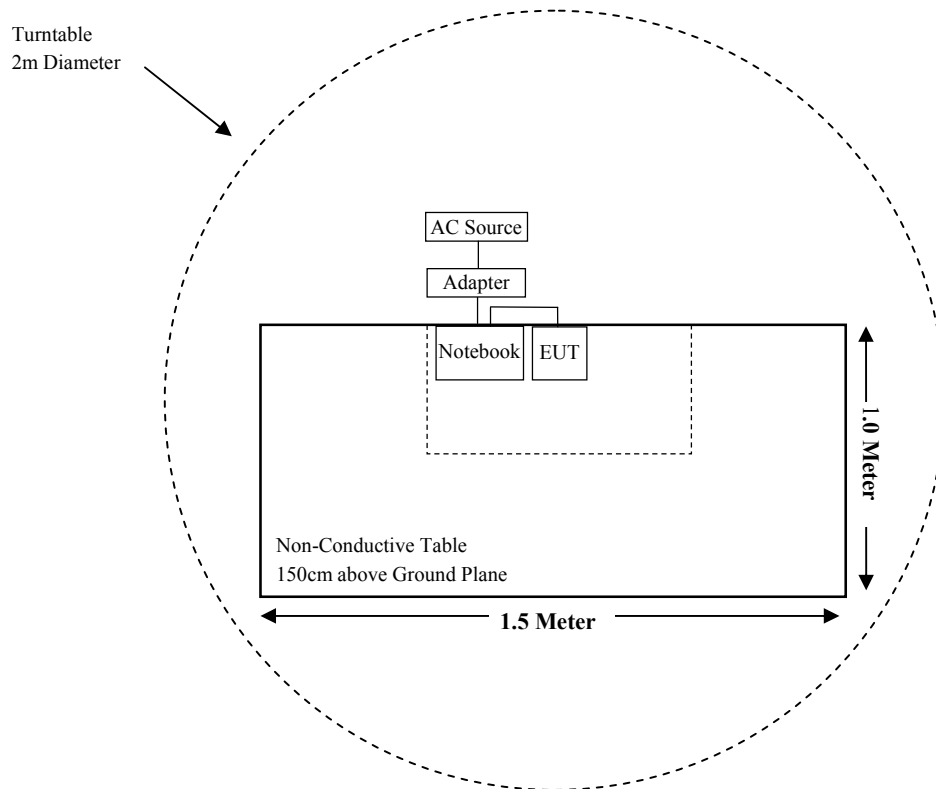 Turntable
2m Diameter
AC Source
Adapter
Notebook
EUT
1.0 Meter
Non-Conductive Table
150cm above Ground Plane
1.5 Meter